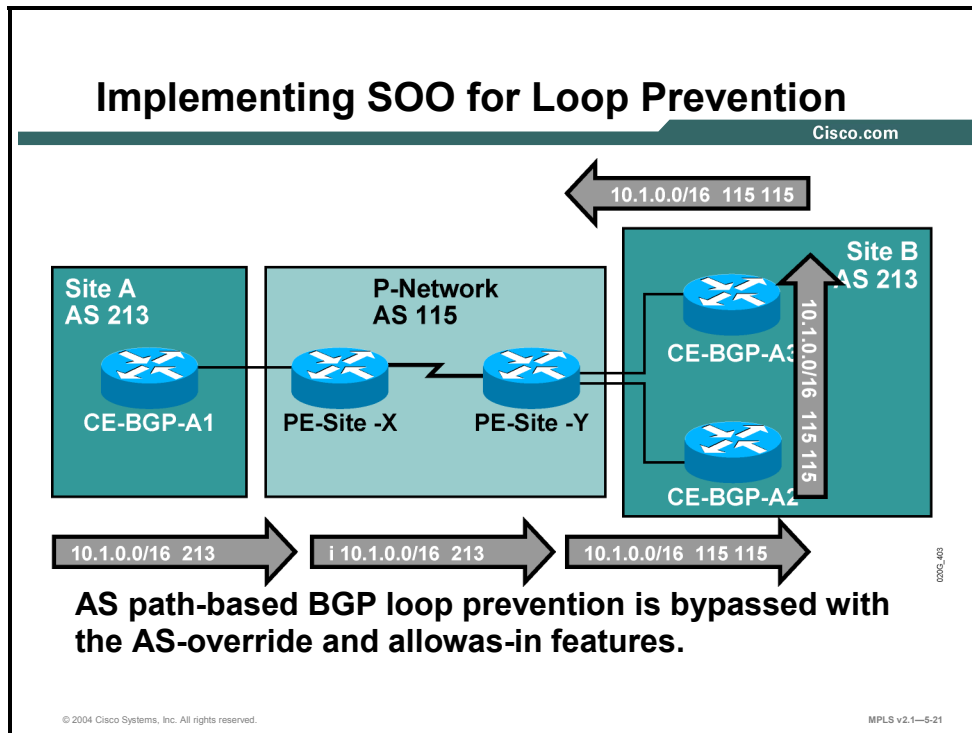 Implementing SOO for Loop Prevention
Cisco.com
10.1.0.0/16 115 115
Site A
AS 213
P-Network
AS 115
Site B
AS 213
10.1.0.0/16 115 115
CE-BGP-A3
CE-BGP-A1
PE-Site -X
PE-Site -Y
CE-BGP-A2
10.1.0.0/16 213
i 10.1.0.0/16 213
10.1.0.0/16 115 115
020G_403
AS path-based BGP loop prevention is bypassed with
the AS-override and allowas-in features.
© 2004 Cisco Systems, Inc. All rights reserved.
MPLS v2.1—5-21